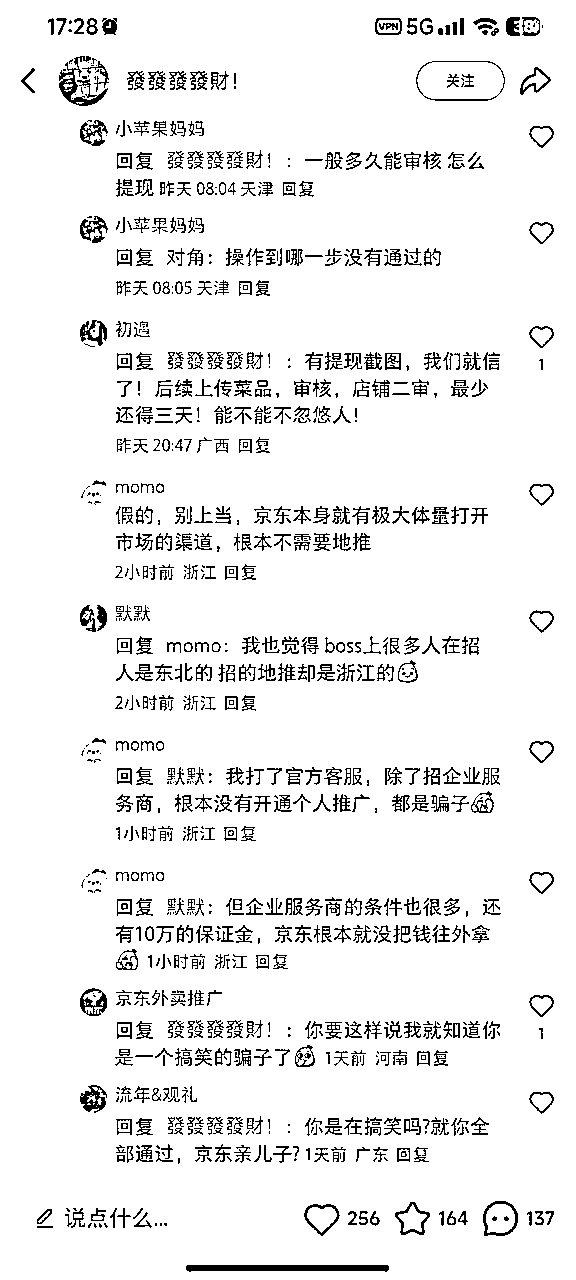 17:28
VPN 5G
發發發發財！
关注
小苹果妈妈
回复 發發發發財！：一般多久能审核 怎么
提现 昨天 08:04 天津 回复
小苹果妈妈
回复 对角：操作到哪一步没有通过的
昨天 08:05 天津 回复
初遇
回复 發發發發財！：有提现截图，我们就信
1
了！后续上传菜品，审核，店铺二审，最少
还得三天！能不能不忽悠人！
昨天 20:47 广西 回复
momo
假的，别上当，京东本身就有极大体量打开
市场的渠道，根本不需要地推
2小时前 浙江 回复
默默
回复 momo：我也觉得 boss上很多人在招
人是东北的 招的地推却是浙江的
2小时前 浙江 回复
momo
回复 默默：我打了官方客服，除了招企业服
务商，根本没有开通个人推广，都是骗子
1小时前 浙江 回复
momo
回复 默默：但企业服务商的条件也很多，还
有10万的保证金，京东根本就没把钱往外拿
1小时前 浙江 回复
京东外卖推广
回复 發發發發財！：你要这样说我就知道你
1
是一个搞笑的骗子了 1天前 河南 回复
流年&观礼
回复 發發發發財！：你是在搞笑吗?就你全
部通过，京东亲儿子? 1天前 广东 回复
说点什么... 256 164 137